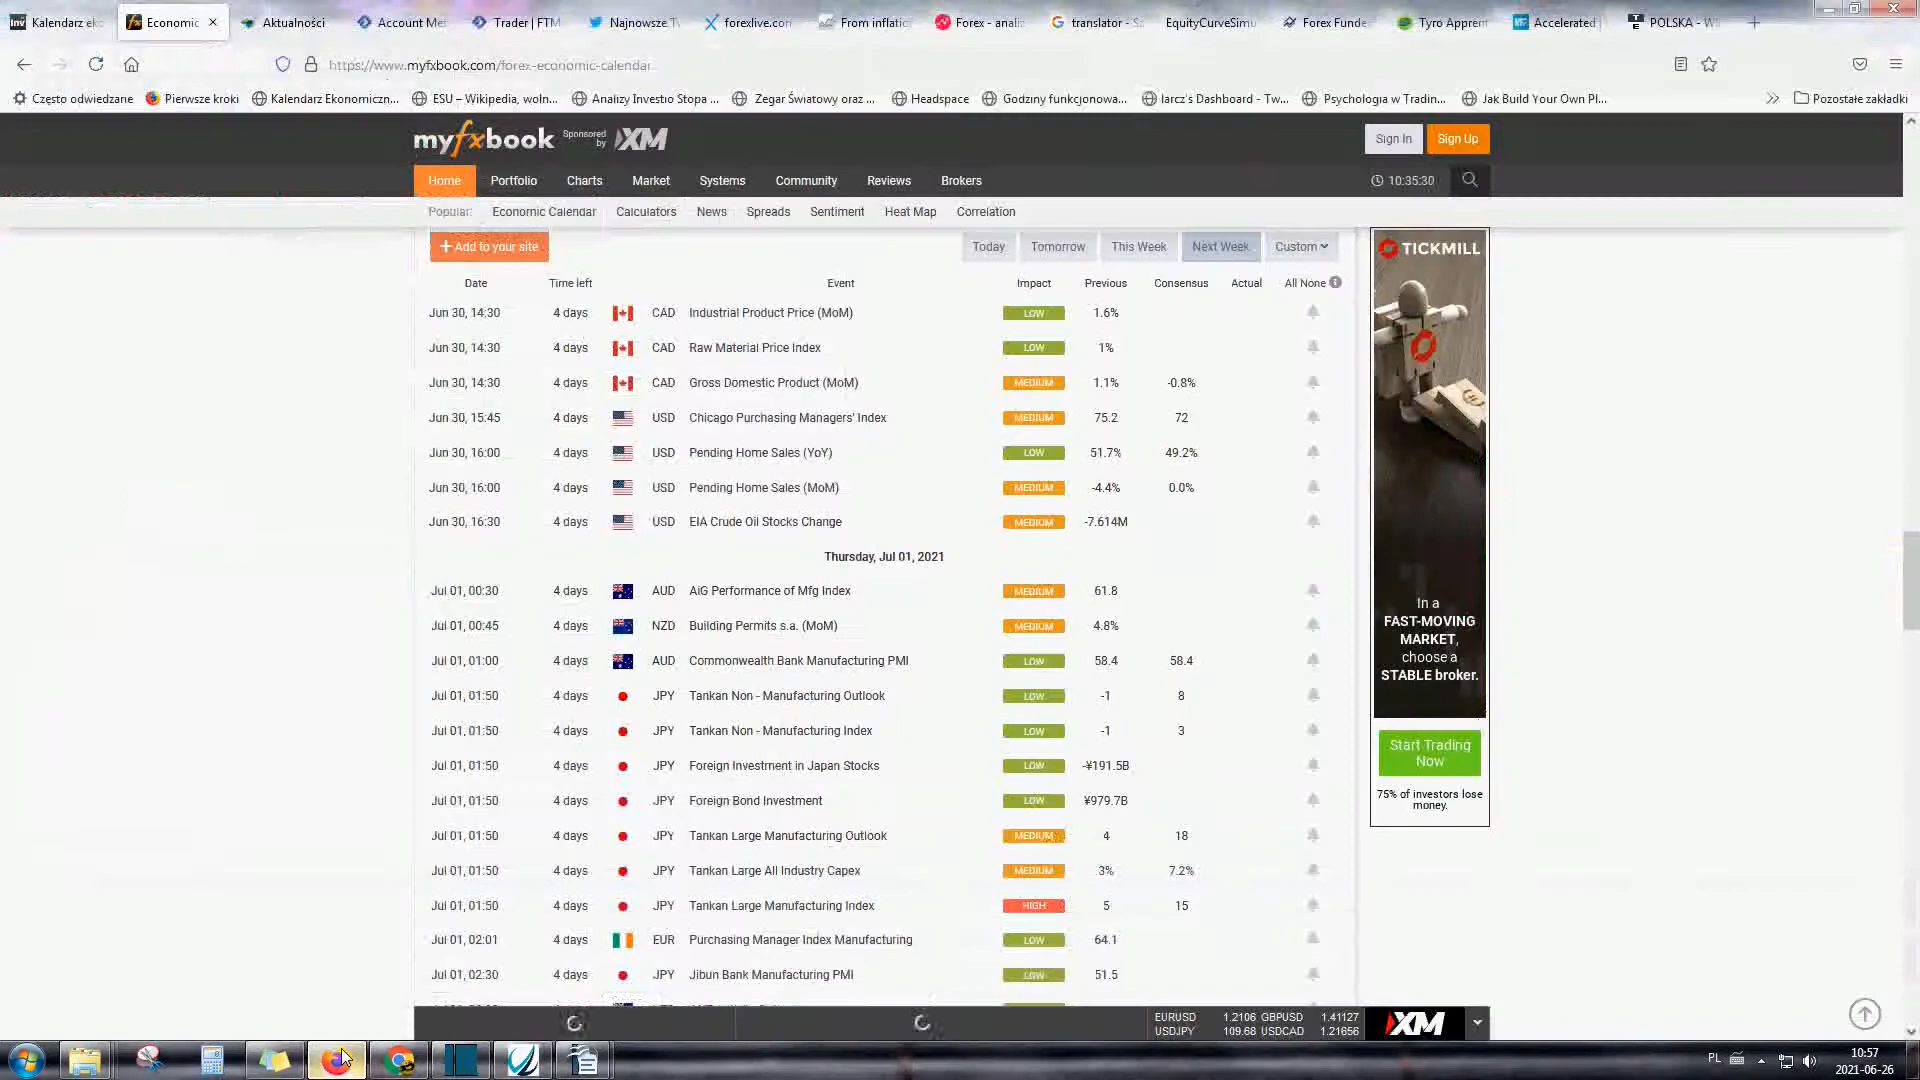 Kalendarz ek
Economic
Aktualności
Account Me
Trader | FTM
Najnowsze T
forexlive.com
From inflatio
Forex - anali
translator - S
EquityCurveSimu
Forex Funde
Tyro Apprent
Accelerated
POLSKA - W
https://www.myfxbook.com/forex-economic-calendar
Często odwiedzane
Pierwsze kroki
Kalendarz Ekonomiczn...
ESU – Wikipedia, woln...
Analizy Investio Stopa ...
Zegar Światowy oraz ...
Headspace
Godziny funkcjonowa...
larcz's Dashboard - Tw...
Psychologia w Tradin...
Jak Build Your Own Pl...
Pozostałe zakładki
myfxbook Sponsored by XM
Sign In Sign Up
Home Portfolio Charts Market Systems Community Reviews Brokers 10:35:30
Popular: Economic Calendar Calculators News Spreads Sentiment Heat Map Correlation
+ Add to your site Today Tomorrow This Week Next Week Custom
Date Time left Event Impact Previous Consensus Actual All None
Jun 30, 14:30 4 days CAD Industrial Product Price (MoM) LOW 1.6%
Jun 30, 14:30 4 days CAD Raw Material Price Index LOW 1%
Jun 30, 14:30 4 days CAD Gross Domestic Product (MoM) MEDIUM 1.1% -0.8%
Jun 30, 15:45 4 days USD Chicago Purchasing Managers' Index MEDIUM 75.2 72
Jun 30, 16:00 4 days USD Pending Home Sales (YoY) LOW 51.7% 49.2%
Jun 30, 16:00 4 days USD Pending Home Sales (MoM) MEDIUM -4.4% 0.0%
Jun 30, 16:30 4 days USD EIA Crude Oil Stocks Change MEDIUM -7.614M
Thursday, Jul 01, 2021
Jul 01, 00:30 4 days AUD AiG Performance of Mfg Index MEDIUM 61.8
Jul 01, 00:45 4 days NZD Building Permits s.a. (MoM) MEDIUM 4.8%
Jul 01, 01:00 4 days AUD Commonwealth Bank Manufacturing PMI LOW 58.4 58.4
Jul 01, 01:50 4 days JPY Tankan Non - Manufacturing Outlook LOW -1 8
Jul 01, 01:50 4 days JPY Tankan Non - Manufacturing Index LOW -1 3
Jul 01, 01:50 4 days JPY Foreign Investment in Japan Stocks LOW -¥191.5B
Jul 01, 01:50 4 days JPY Foreign Bond Investment LOW ¥979.7B
Jul 01, 01:50 4 days JPY Tankan Large Manufacturing Outlook MEDIUM 4 18
Jul 01, 01:50 4 days JPY Tankan Large All Industry Capex MEDIUM 3% 7.2%
Jul 01, 01:50 4 days JPY Tankan Large Manufacturing Index HIGH 5 15
Jul 01, 02:01 4 days EUR Purchasing Manager Index Manufacturing LOW 64.1
Jul 01, 02:30 4 days JPY Jibun Bank Manufacturing PMI LOW 51.5
TICKMILL
In a
FAST-MOVING
MARKET,
choose a
STABLE broker.
Start Trading
Now
75% of investors lose
money.
EURUSD 1.2106 GBPUSD 1.41127
USDJPY 109.68 USDCAD 1.21656
XM
PL
10:57
2021-06-26